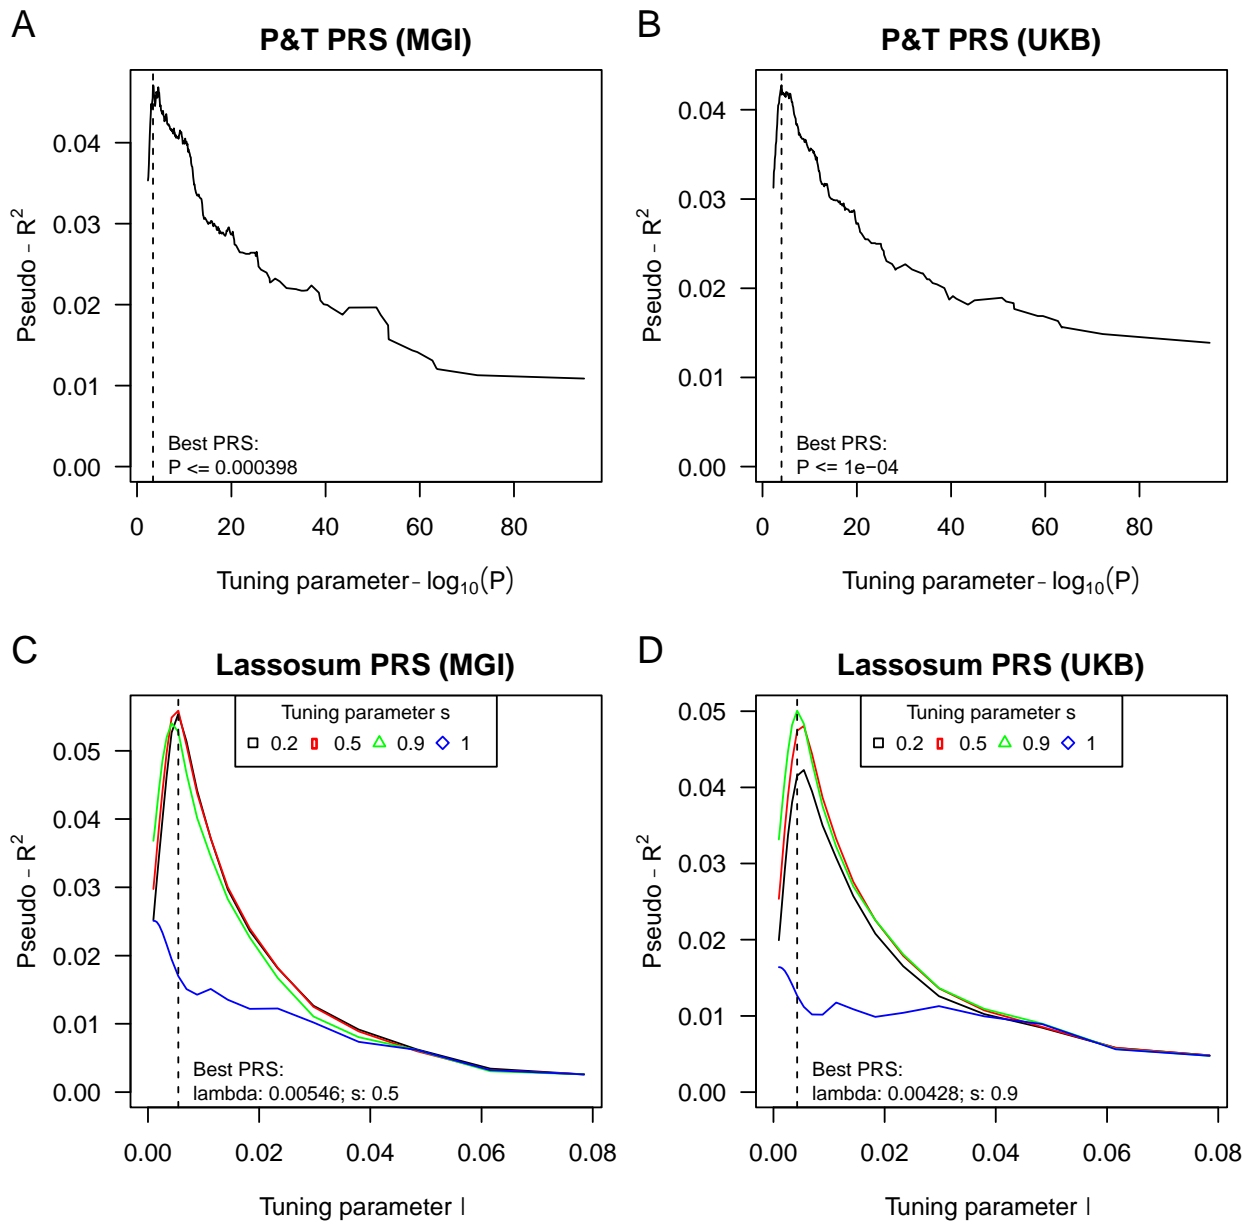 A
P&T PRS (MGI)
Pseudo - R²
0.04
0.03
0.02
0.01
0.00
Best PRS:
P <= 0.000398
0 20 40 60 80
Tuning parameter - log₁₀(P)
B
P&T PRS (UKB)
Pseudo - R²
0.04
0.03
0.02
0.01
0.00
Best PRS:
P <= 1e−04
0 20 40 60 80
Tuning parameter - log₁₀(P)
C
Lassosum PRS (MGI)
Tuning parameter s
0.2 0.5 0.9 1
Pseudo - R²
0.05
0.04
0.03
0.02
0.01
0.00
Best PRS:
lambda: 0.00546; s: 0.5
0.00 0.02 0.04 0.06 0.08
Tuning parameter l
D
Lassosum PRS (UKB)
Tuning parameter s
0.2 0.5 0.9 1
Pseudo - R²
0.05
0.04
0.03
0.02
0.01
0.00
Best PRS:
lambda: 0.00428; s: 0.9
0.00 0.02 0.04 0.06 0.08
Tuning parameter l